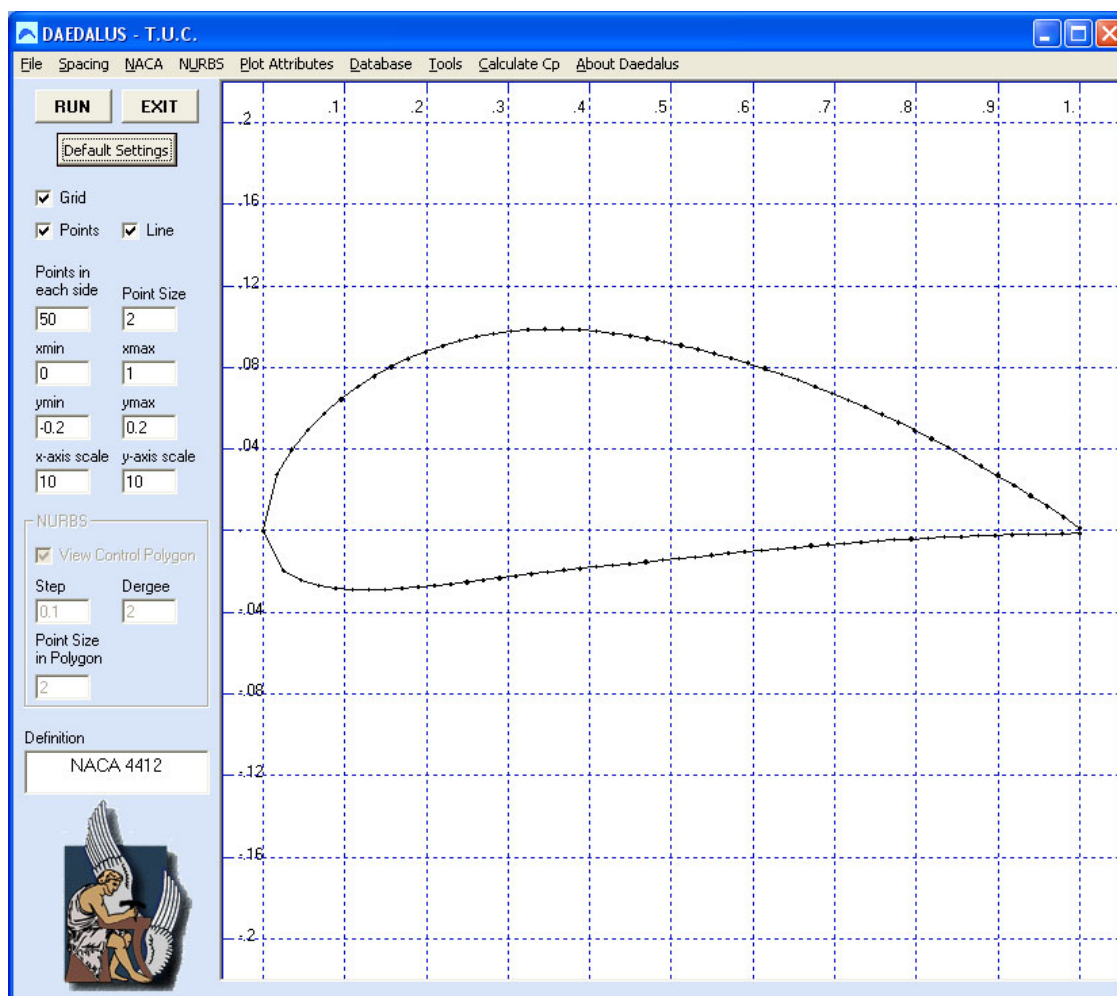 DAEDALUS - T.U.C.
File Spacing NACA NURBS Plot Attributes Database Tools Calculate Cp About Daedalus
RUN EXIT
Default Settings
Grid
Points Line
Points in
each side Point Size
50 2
xmin xmax
0 1
ymin ymax
-0.2 0.2
x-axis scale y-axis scale
10 10
NURBS
View Control Polygon
Step Dergee
0.1 2
Point Size
in Polygon
2
Definition
NACA 4412
.1 .2 .3 .4 .5 .6 .7 .8 .9 1.
.2
.16
.12
.08
.04
.
-.04
-.08
-.12
-.16
-.2